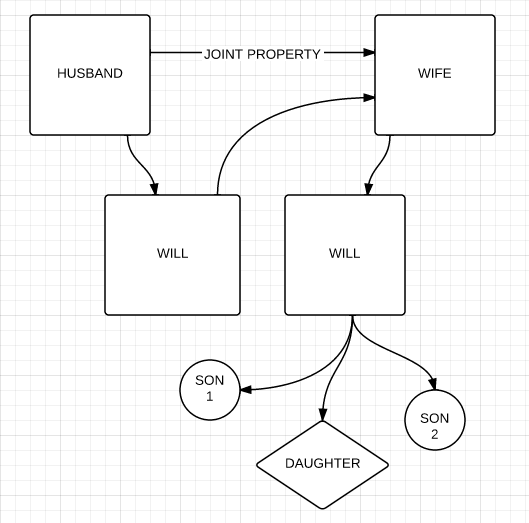 HUSBAND
JOINT PROPERTY
WIFE
WILL
WILL
SON
1
SON
2
DAUGHTER